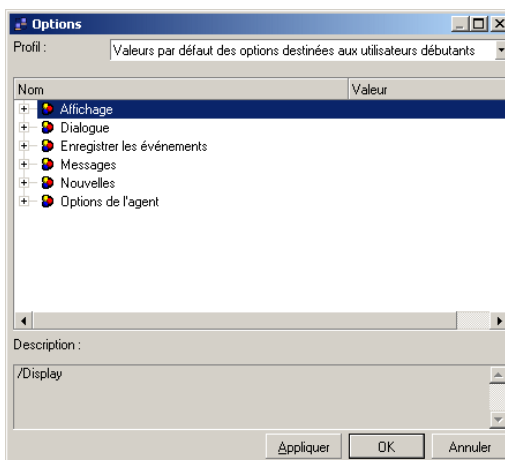 Options
Profil :
Valeurs par défaut des options destinées aux utilisateurs débutants
Nom Valeur
Affichage
Dialogue
Enregistrer les événements
Messages
Nouvelles
Options de l'agent
Description :
/Display
Appliquer OK Annuler